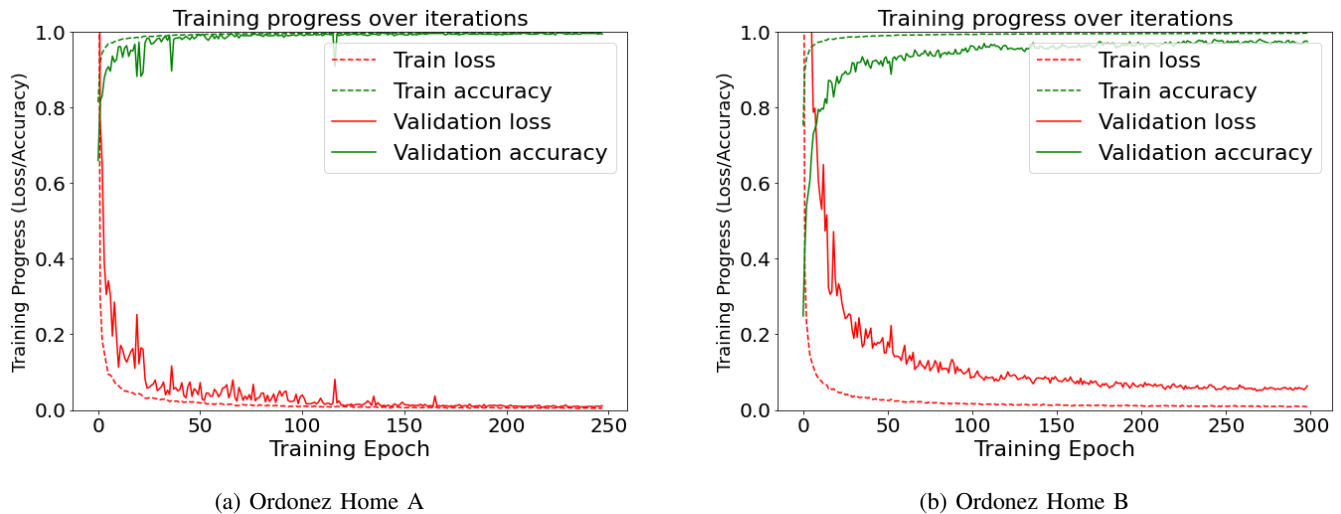 Training progress over iterations
Training Progress (Loss/Accuracy)
1.0
0.8
0.6
0.4
0.2
0.0
Train loss
Train accuracy
Validation loss
Validation accuracy
0 50 100 150 200 250
Training Epoch
(a) Ordonez Home A
Training progress over iterations
Training Progress (Loss/Accuracy)
1.0
0.8
0.6
0.4
0.2
0.0
Train loss
Train accuracy
Validation loss
Validation accuracy
0 50 100 150 200 250 300
Training Epoch
(b) Ordonez Home B